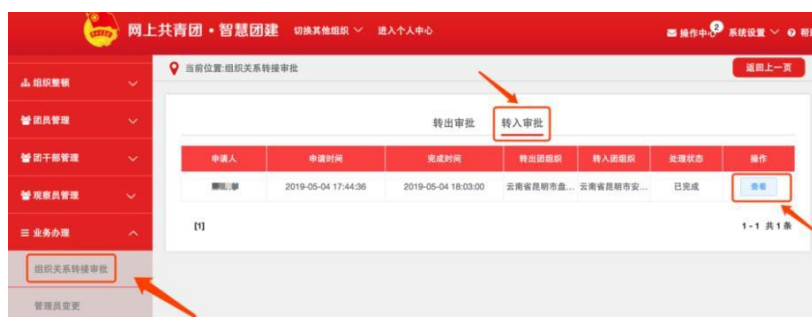 网上共青团·智慧团建 切换其他组织 进入个人中心 操作中心 2 系统设置 帮
组织整顿
团员管理
团干部管理
观察员管理
业务办理
组织关系转接审批
管理员变更
当前位置:组织关系转接审批 返回上一页
转出审批 转入审批
申请人 申请时间 完成时间 转出团组织 转入团组织 处理状态 操作
2019-05-04 17:44:36 2019-05-04 18:03:00 云南省昆明市盘... 云南省昆明市安... 已完成 查看
[1] 1-1 共1条